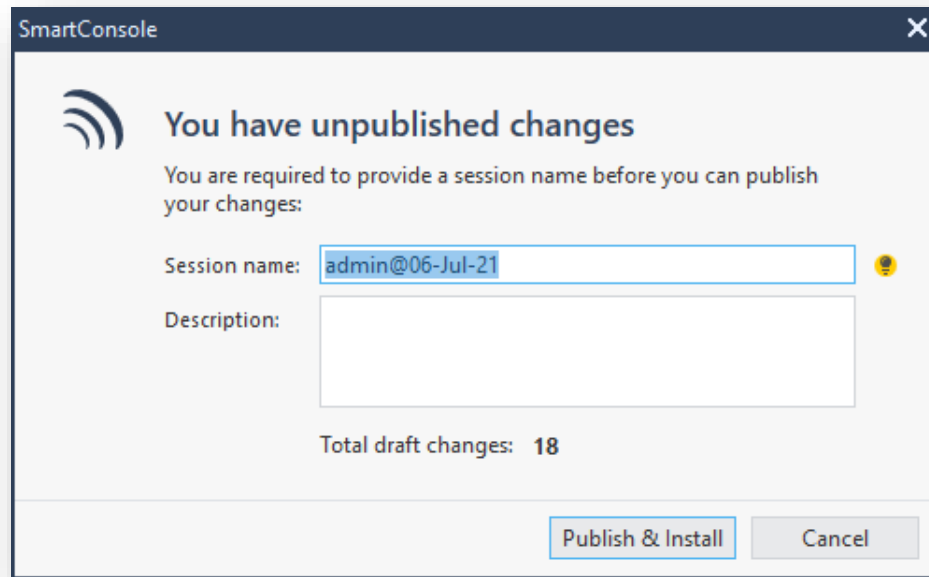 SmartConsole
You have unpublished changes
You are required to provide a session name before you can publish
your changes:
Session name: admin@06-Jul-21
Description:
Total draft changes: 18
Publish & Install Cancel